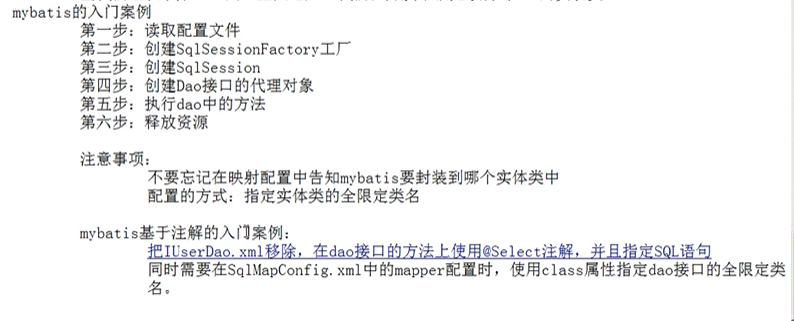 mybatis的入门案例
第一步：读取配置文件
第二步：创建SqlSessionFactory工厂
第三步：创建SqlSession
第四步：创建Dao接口的代理对象
第五步：执行dao中的方法
第六步：释放资源
注意事项：
不要忘记在映射配置中告知mybatis要封装到哪个实体类中
配置的方式：指定实体类的全限定类名
mybatis基于注解的入门案例：
把IUserDao.xml移除，在dao接口的方法上使用@Select注解，并且指定SQL语句
同时需要在SqlMapConfig.xml中的mapper配置时，使用class属性指定dao接口的全限定类
名。